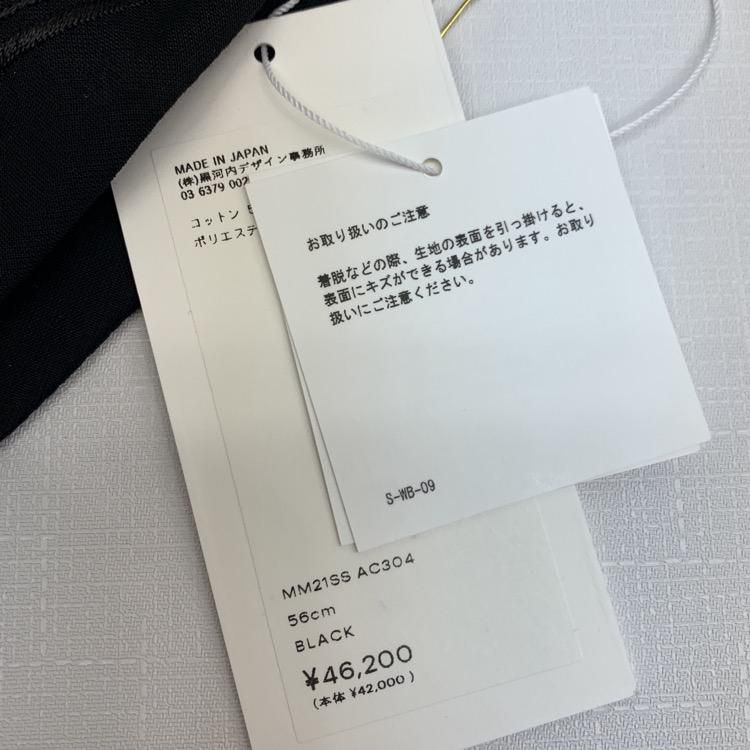 MADE IN JAPAN
(株)黒河内デザイン事務所
03 6379 002
コットン
ポリエステ
お取り扱いのご注意
着脱などの際、生地の表面を引っ掛けると、
表面にキズができる場合があります。お取り
扱いにご注意ください。
S-WB-09
MM21SS AC304
56cm
BLACK
¥46,200
(本体 ¥42,000 )